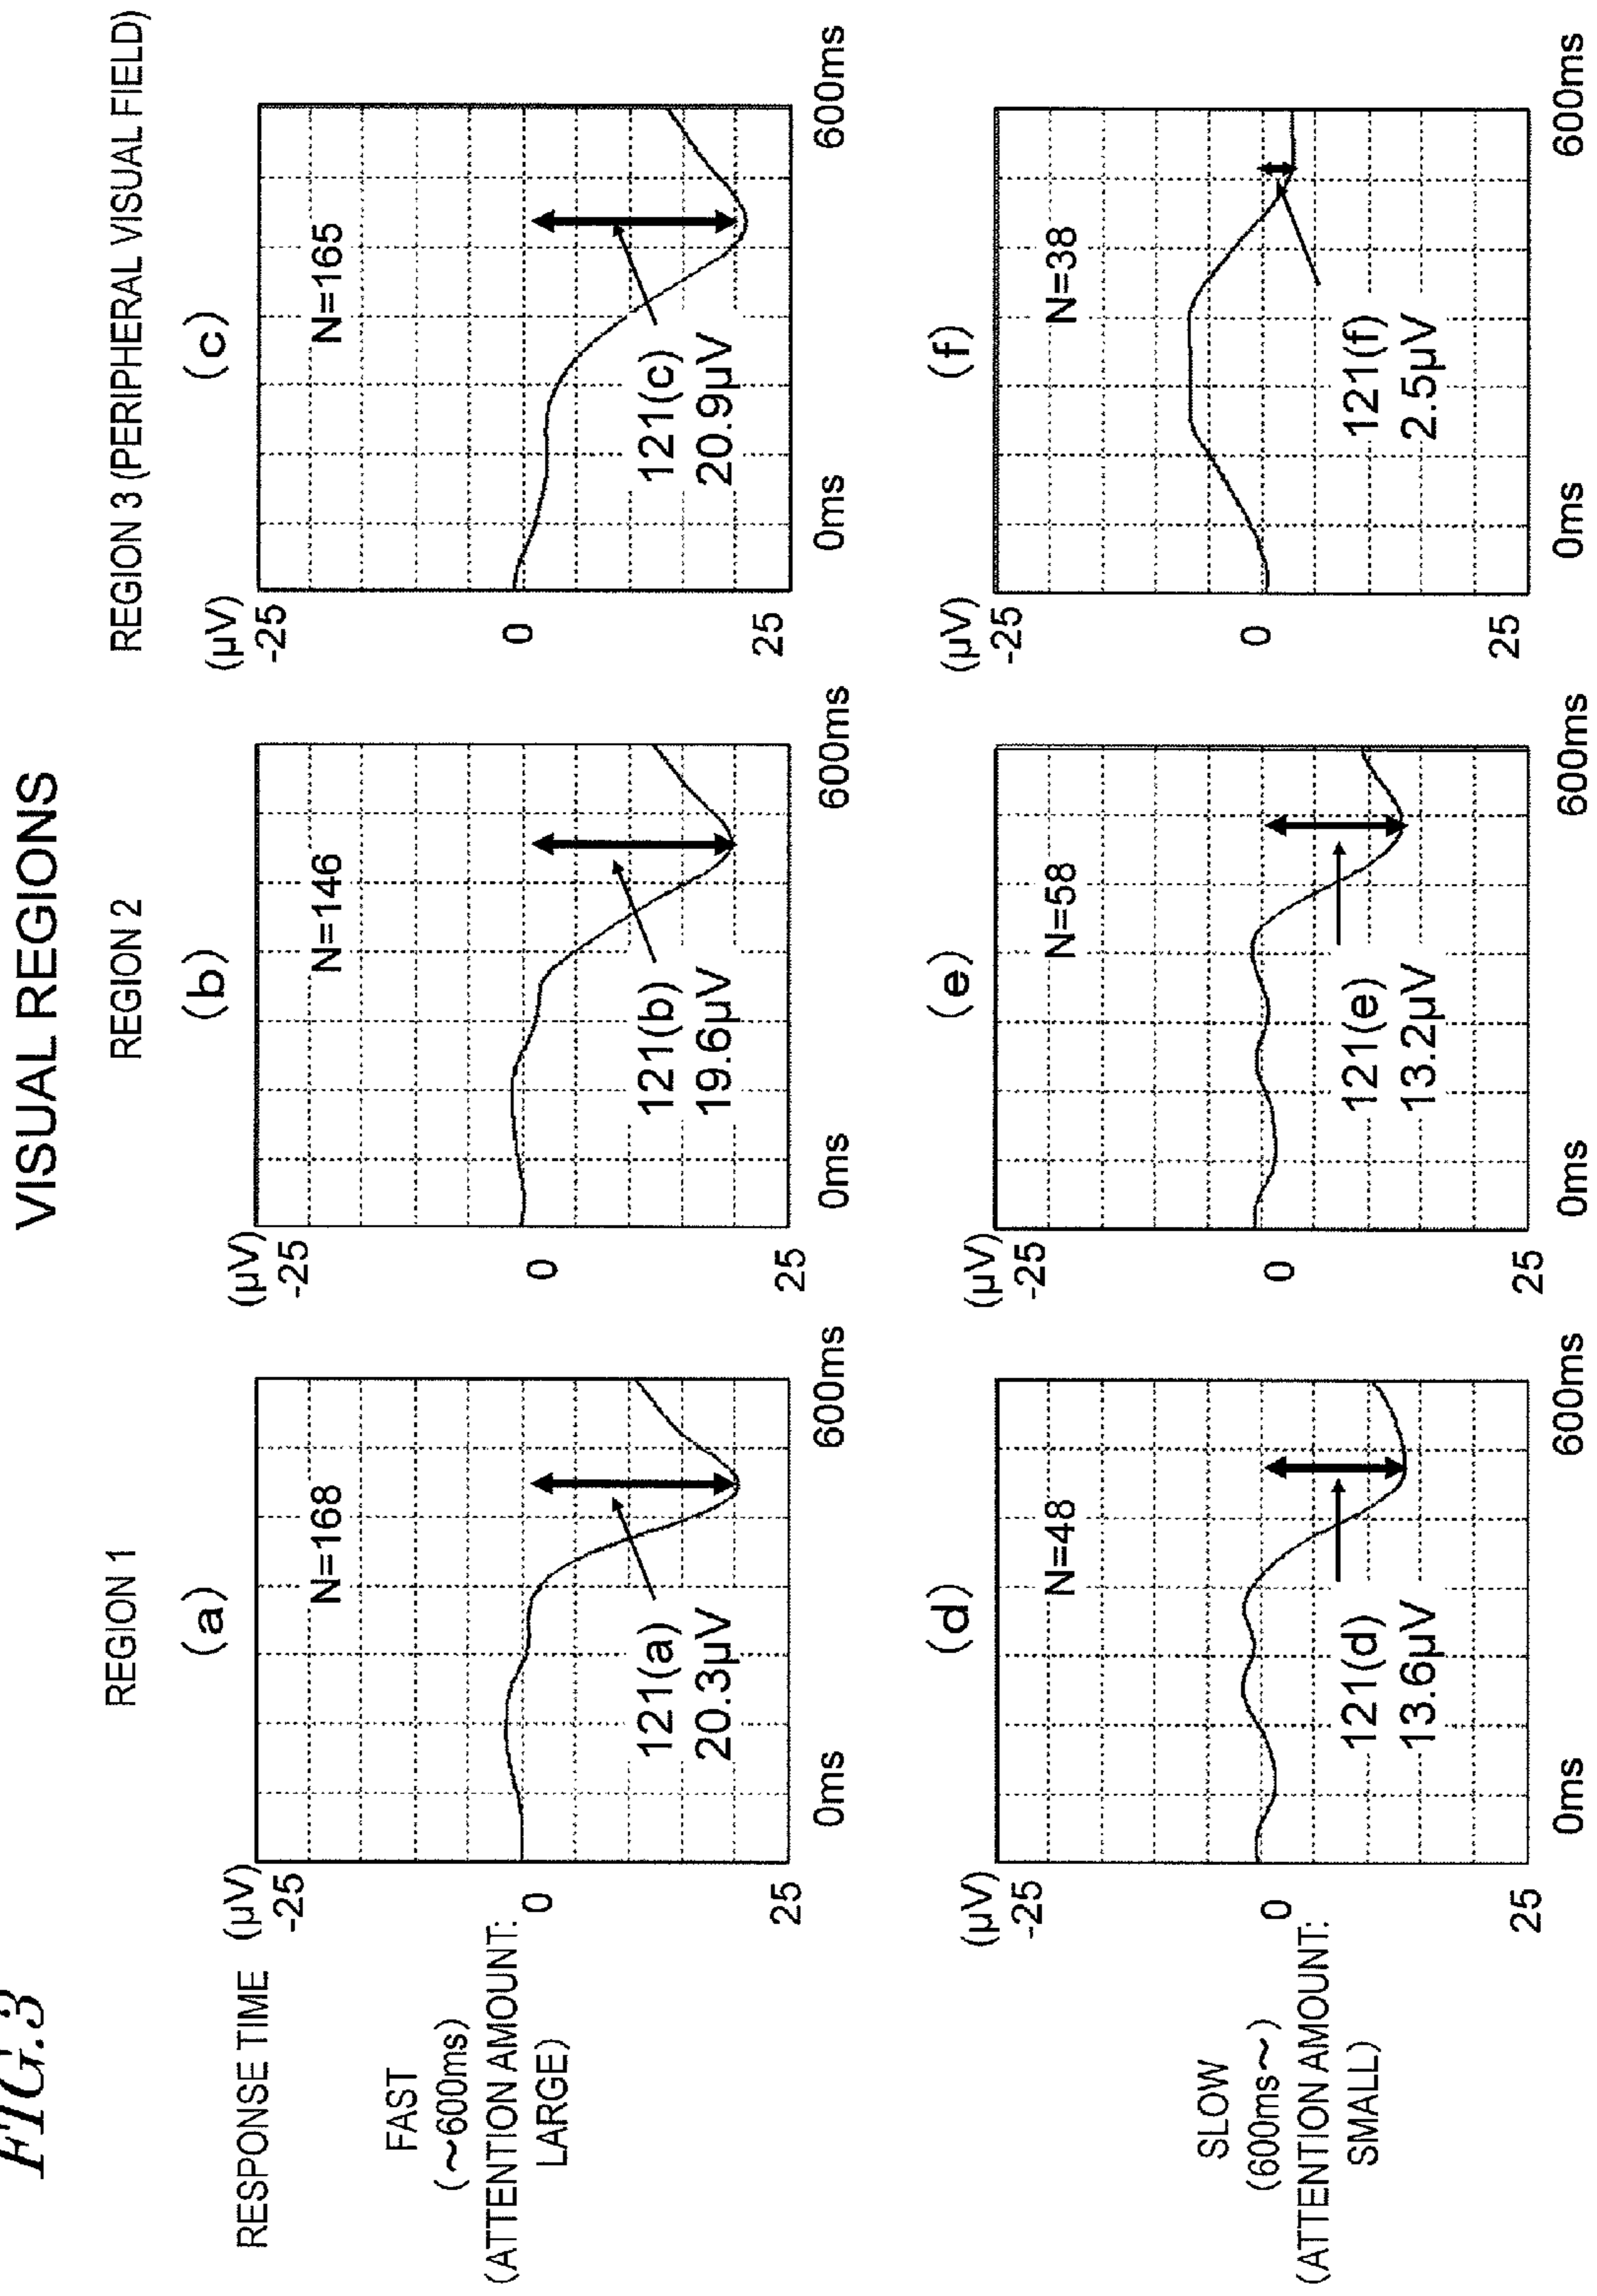 FIG.3
VISUAL REGIONS
REGION 1
REGION 2
REGION 3 (PERIPHERAL VISUAL FIELD)
RESPONSE TIME
FAST
(~600ms)
(ATTENTION AMOUNT:
LARGE)
(a)
(μV)
-25
0
25
N=168
121(a)
20.3μV
0ms
600ms
(b)
(μV)
-25
0
25
N=146
121(b)
19.6μV
0ms
600ms
(c)
(μV)
-25
0
25
N=165
121(c)
20.9μV
0ms
600ms
SLOW
(600ms~)
(ATTENTION AMOUNT:
SMALL)
(d)
(μV)
-25
0
25
N=48
121(d)
13.6μV
0ms
600ms
(e)
(μV)
-25
0
25
N=58
121(e)
13.2μV
0ms
600ms
(f)
(μV)
-25
0
25
N=38
121(f)
2.5μV
0ms
600ms